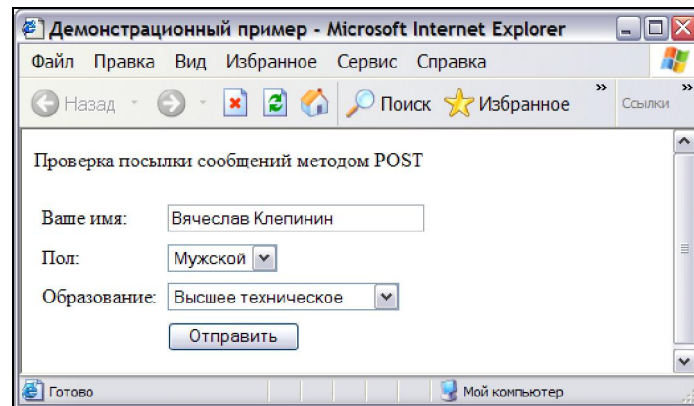 Демонстрационный пример - Microsoft Internet Explorer
Файл Правка Вид Избранное Сервис Справка
Назад Поиск Избранное » Ссылки »
Проверка посылки сообщений методом POST
Ваше имя: Вячеслав Клепинин
Пол: Мужской
Образование: Высшее техническое
Отправить
Готово Мой компьютер